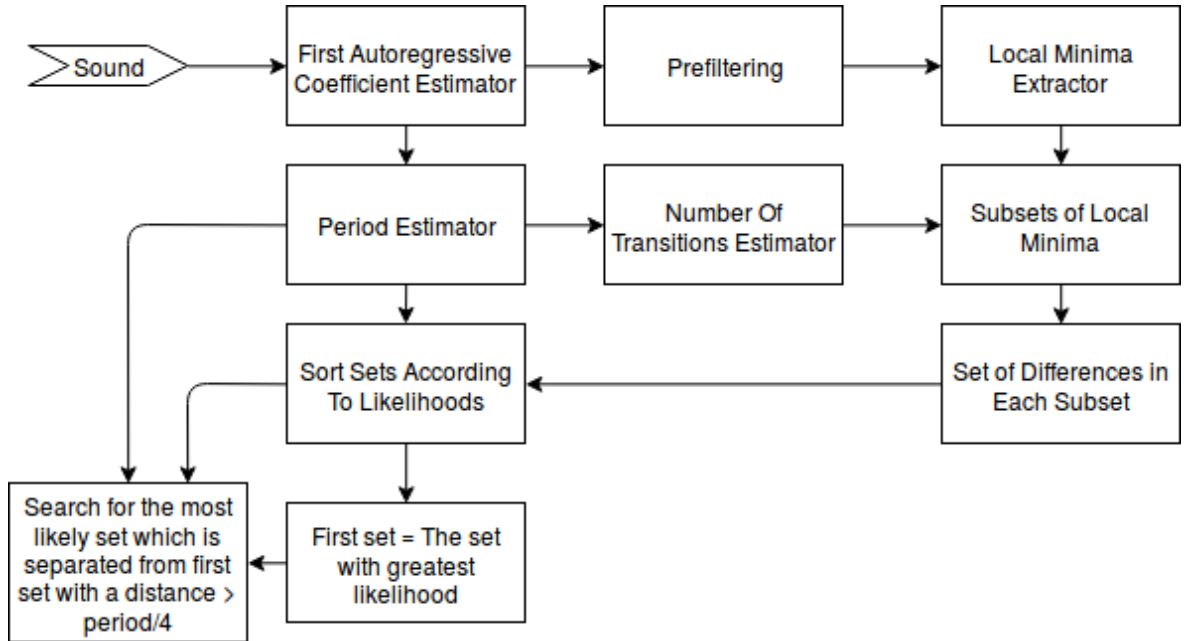 Sound
First Autoregressive
Coefficient Estimator
Prefiltering
Local Minima
Extractor
Period Estimator
Number Of
Transitions Estimator
Subsets of Local
Minima
Sort Sets According
To Likelihoods
Set of Differences in
Each Subset
Search for the most
likely set which is
separated from first
set with a distance >
period/4
First set = The set
with greatest
likelihood